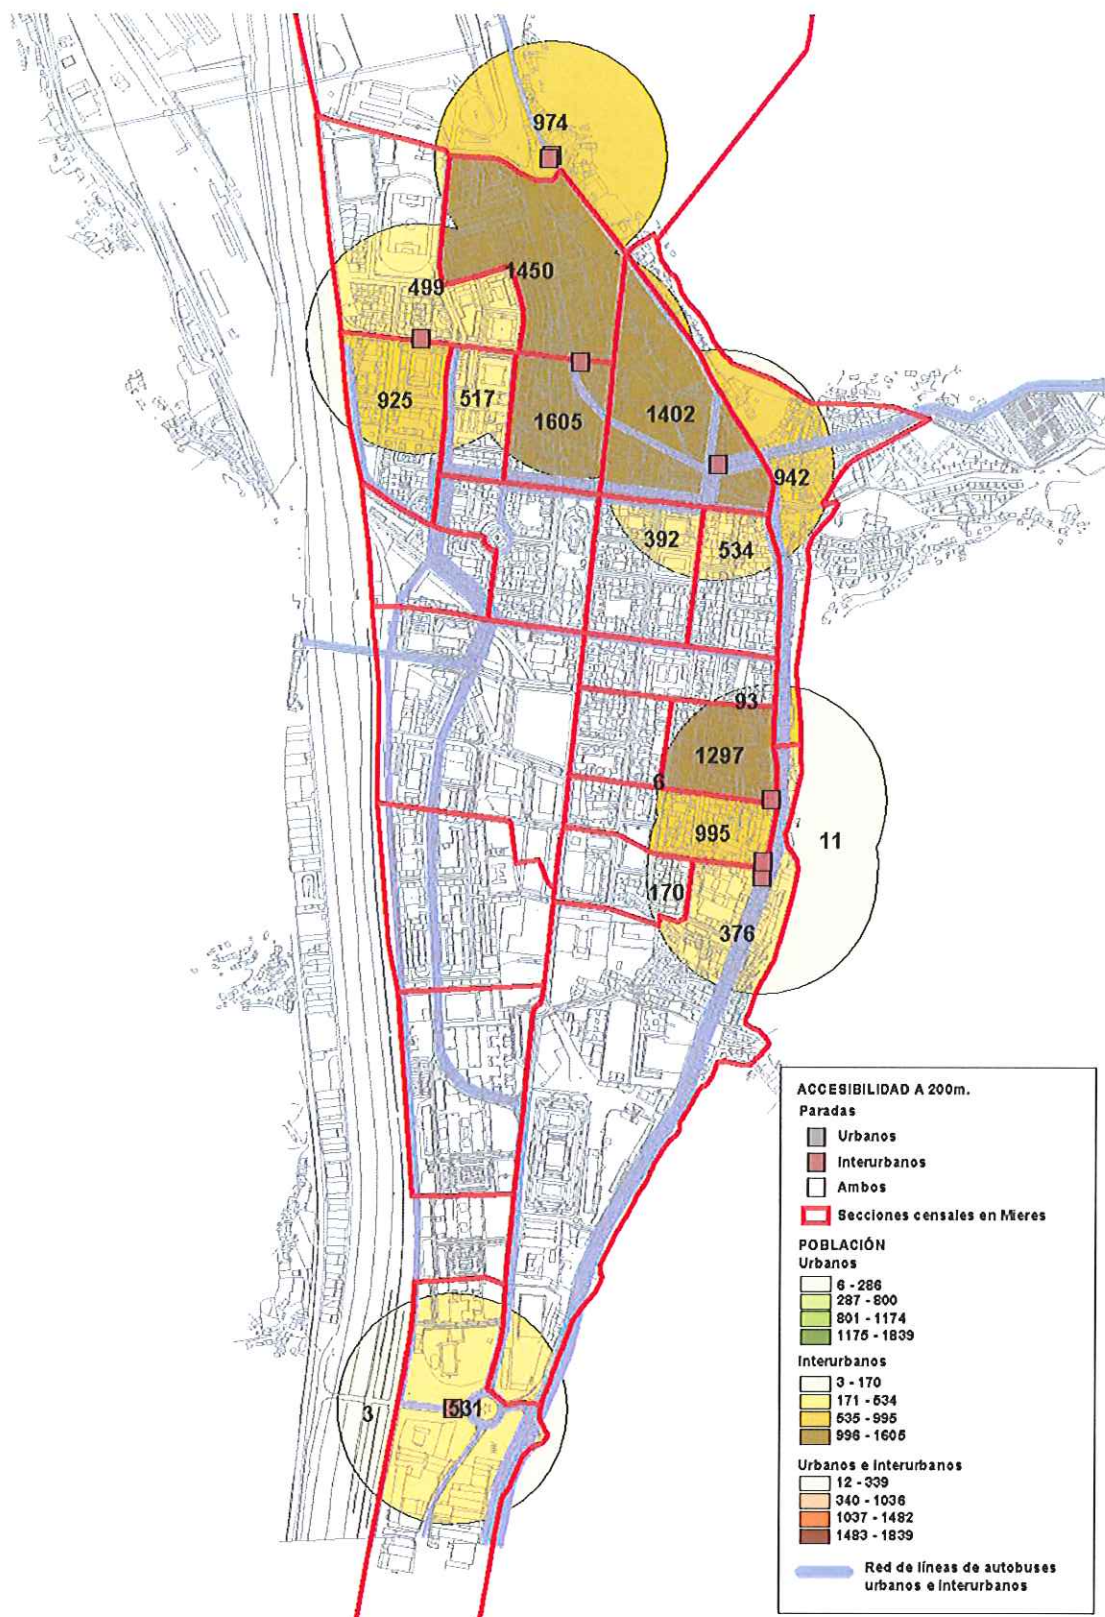 974
499
1450
925
517
1605
1402
942
392
534
93
1297
6
995
11
170
376
3
531
ACCESIBILIDAD A 200m.
Paradas
Urbanos
Interurbanos
Ambos
Secciones censales en Mieres
POBLACIÓN
Urbanos
6 - 286
287 - 800
801 - 1174
1175 - 1839
Interurbanos
3 - 170
171 - 534
535 - 995
996 - 1605
Urbanos e Interurbanos
12 - 339
340 - 1036
1037 - 1482
1483 - 1839
Red de líneas de autobuses
urbanos e Interurbanos